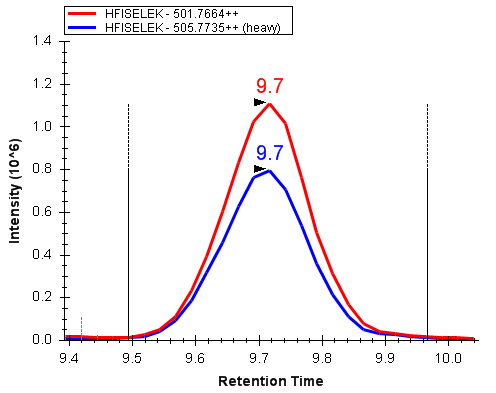 HFISELEK - 501.7664++
HFISELEK - 505.7735++ (heavy)
1.4
1.2
1.0
0.8
0.6
0.4
0.2
0.0
Intensity (10^6)
9.7
9.7
9.4 9.5 9.6 9.7 9.8 9.9 10.0
Retention Time